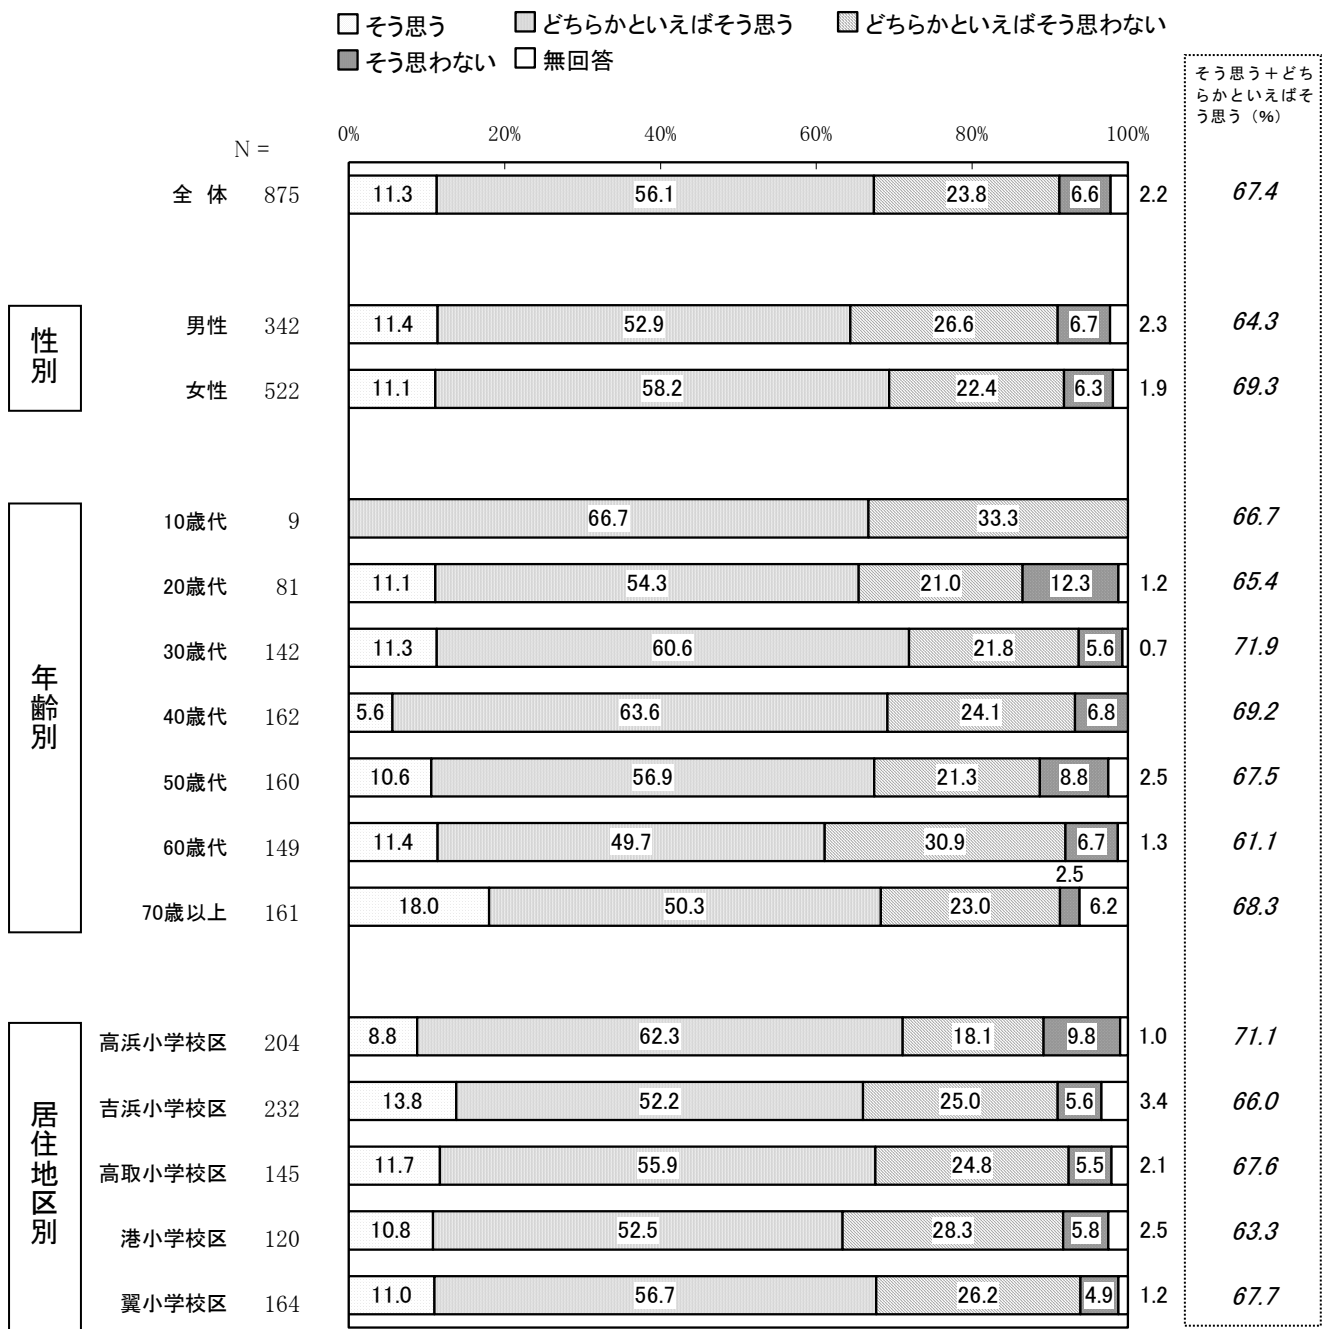 そう思う どちらかといえばそう思う どちらかといえばそう思わない
そう思わない 無回答
そう思う＋どち
らかといえばそ
う思う（%）
N = 0% 20% 40% 60% 80% 100%
全 体 875 11.3 56.1 23.8 6.6 2.2 67.4
性別
男性 342 11.4 52.9 26.6 6.7 2.3 64.3
女性 522 11.1 58.2 22.4 6.3 1.9 69.3
年齢別
10歳代 9 66.7 33.3 66.7
20歳代 81 11.1 54.3 21.0 12.3 1.2 65.4
30歳代 142 11.3 60.6 21.8 5.6 0.7 71.9
40歳代 162 5.6 63.6 24.1 6.8 69.2
50歳代 160 10.6 56.9 21.3 8.8 2.5 67.5
60歳代 149 11.4 49.7 30.9 6.7 1.3 61.1
2.5
70歳以上 161 18.0 50.3 23.0 6.2 68.3
居住地区別
高浜小学校区 204 8.8 62.3 18.1 9.8 1.0 71.1
吉浜小学校区 232 13.8 52.2 25.0 5.6 3.4 66.0
高取小学校区 145 11.7 55.9 24.8 5.5 2.1 67.6
港小学校区 120 10.8 52.5 28.3 5.8 2.5 63.3
翼小学校区 164 11.0 56.7 26.2 4.9 1.2 67.7